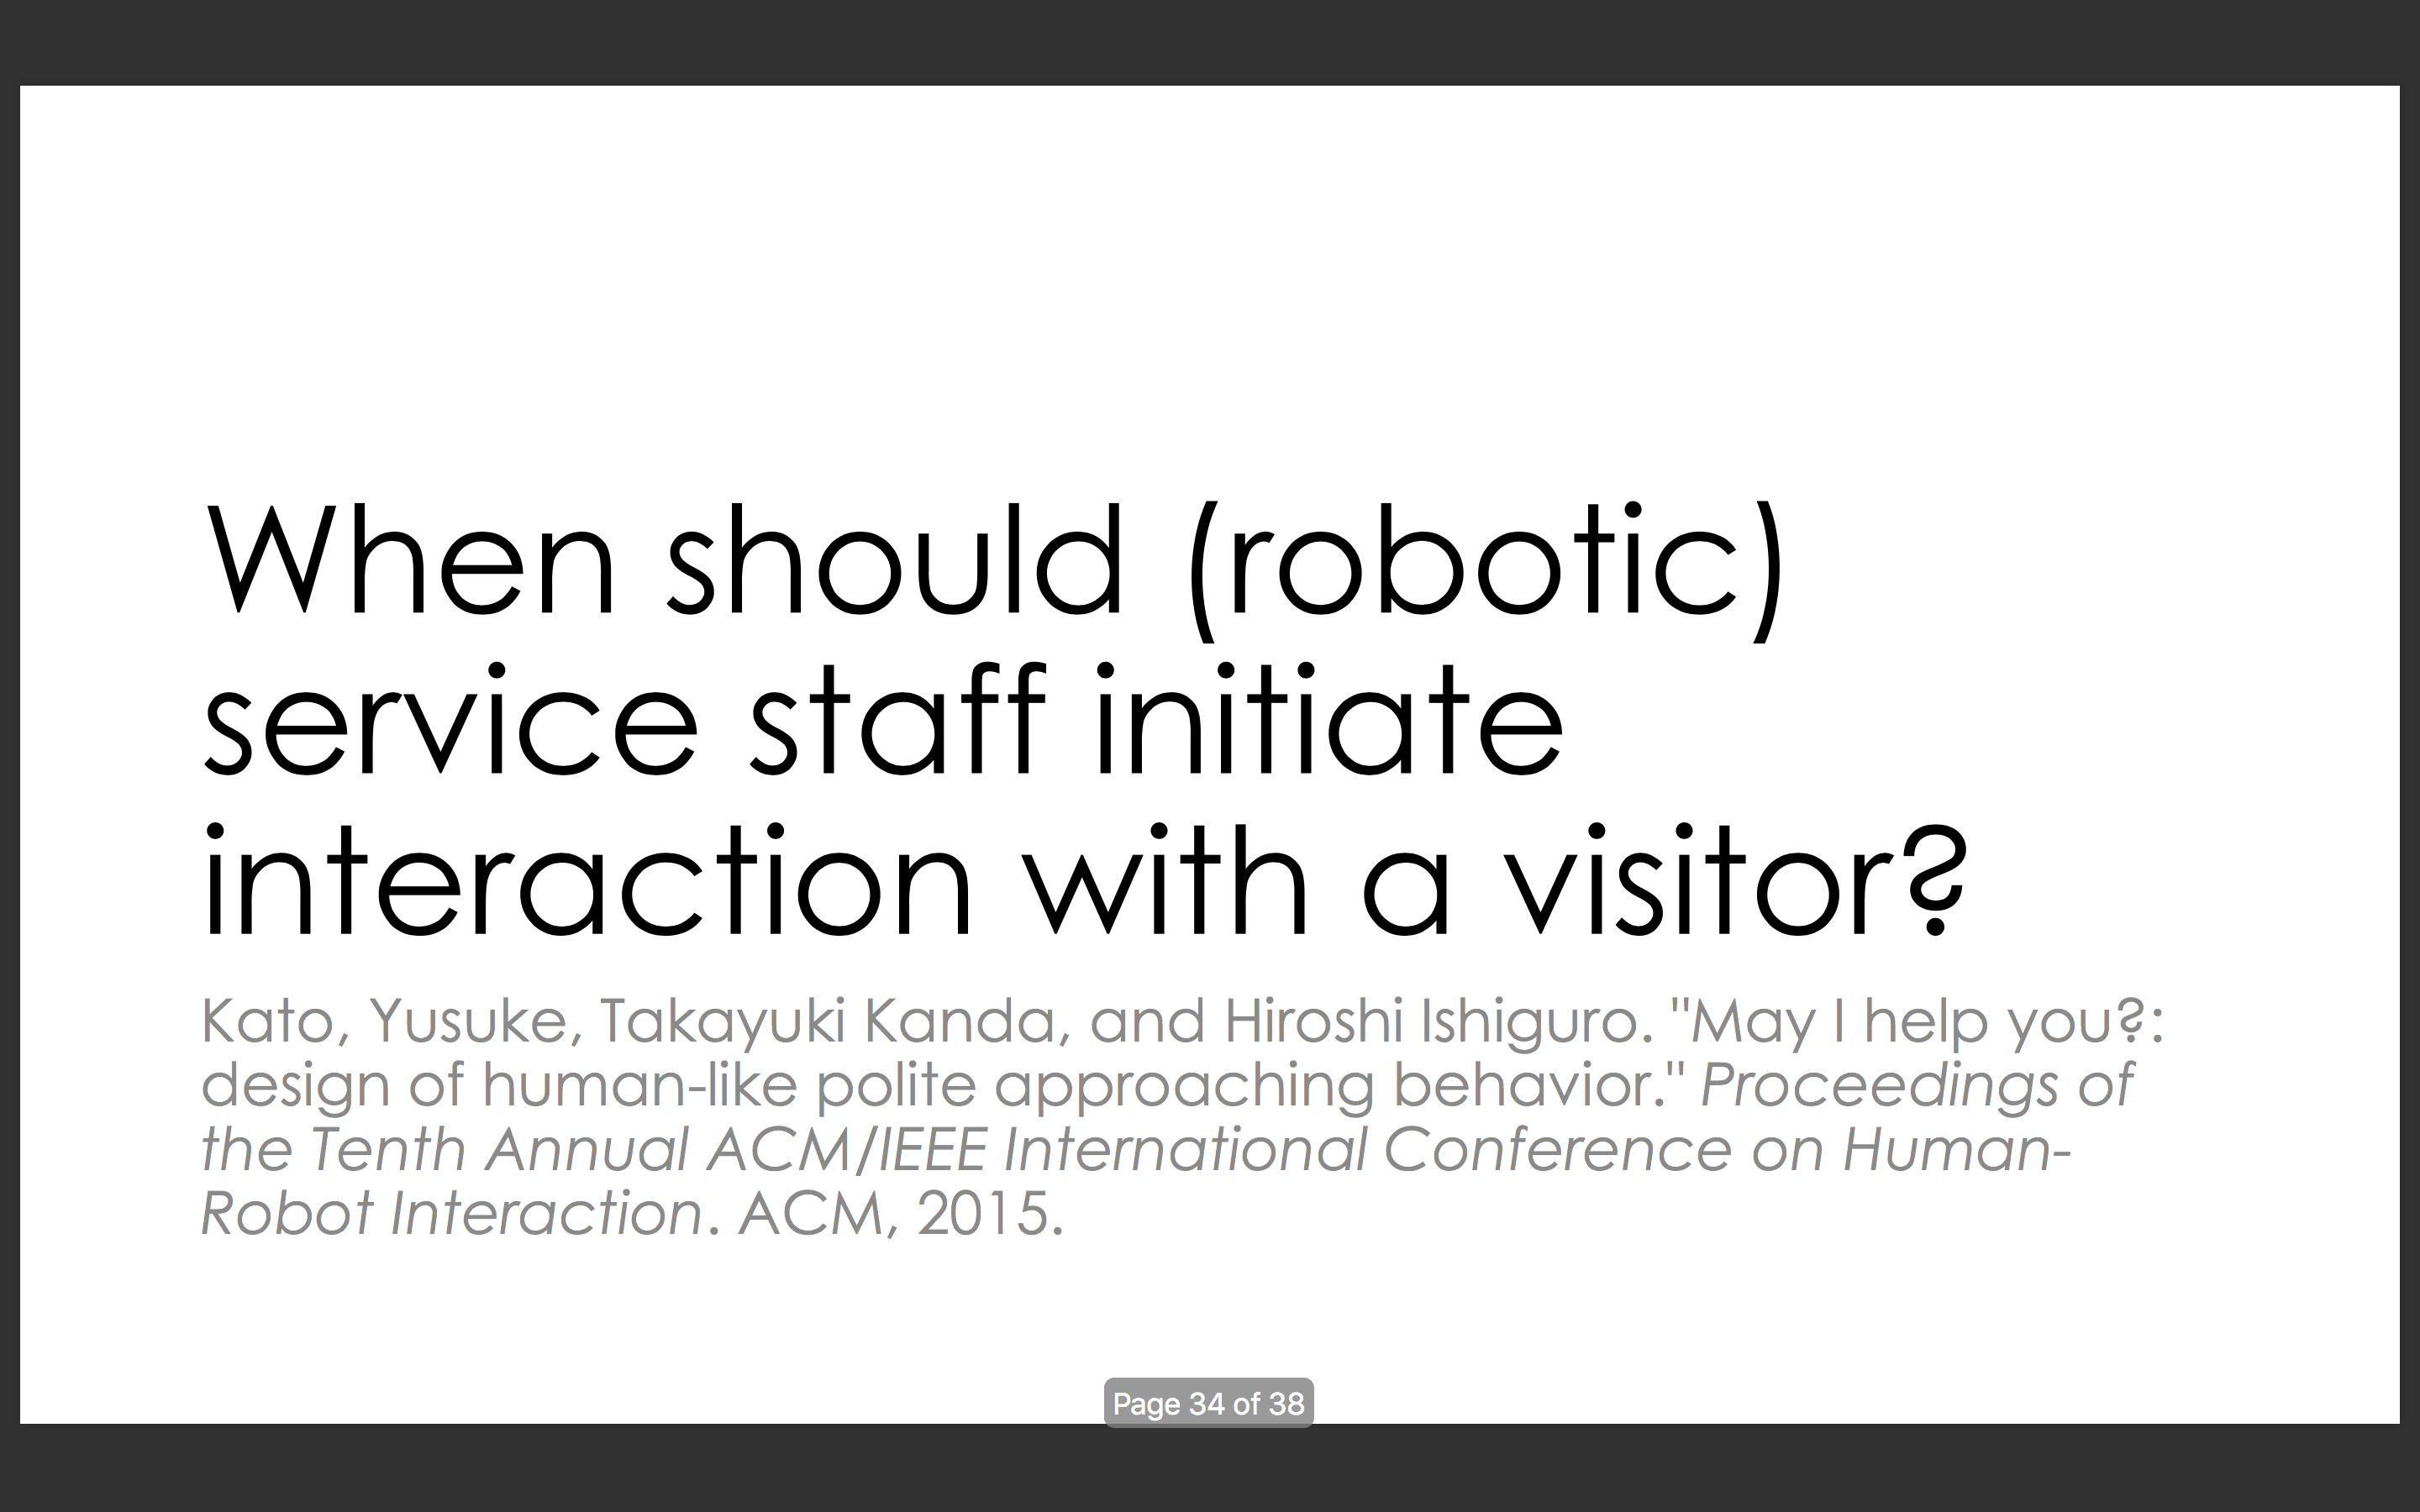 When should (robotic)
service staff initiate
interaction with a visitor?
Kato, Yusuke, Takayuki Kanda, and Hiroshi Ishiguro. "May I help you?:
design of human-like polite approaching behavior." Proceedings of
the Tenth Annual ACM/IEEE International Conference on Human-
Robot Interaction. ACM, 2015.
Page 34 of 38